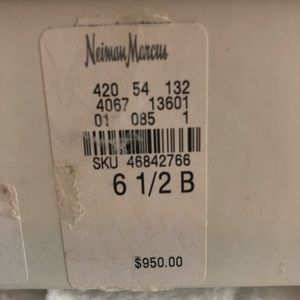 Neiman Marcus
420 54 132
4067 13601
01 085 1
SKU 46842766
6 1/2 B
$950.00